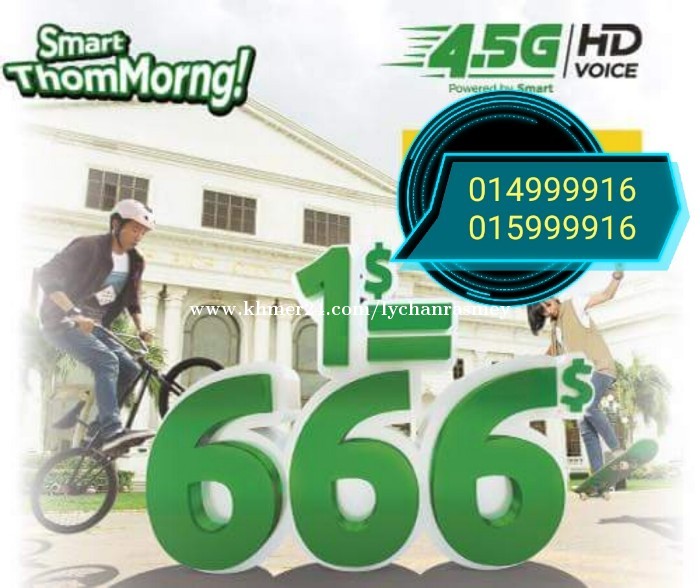 Smart
ThomMorng!
4.5G HD
VOICE
Powered by Smart
014999916
015999916
1$=
www.khmer24.com/lychanrasmey
666$